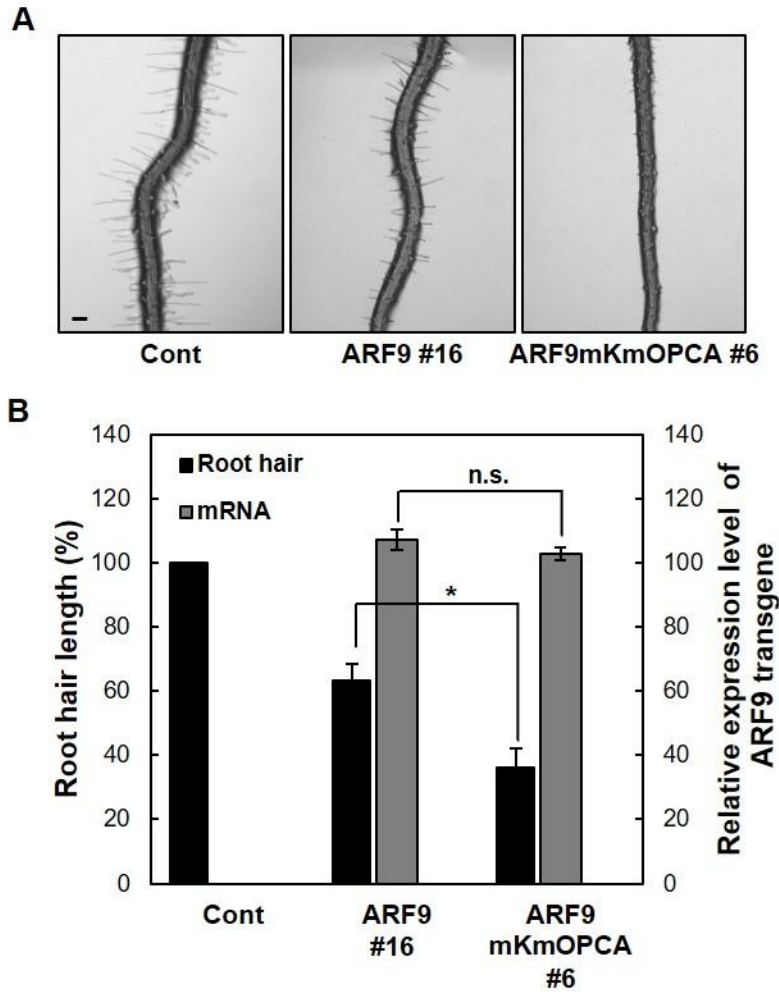 A
Cont
ARF9 #16
ARF9mKmOPCA #6
B
Root hair length (%)
140
120
100
80
60
40
20
0
Root hair
mRNA
*
n.s.
140
120
100
80
60
40
20
0
Relative expression level of
ARF9 transgene
Cont
ARF9
#16
ARF9
mKmOPCA
#6